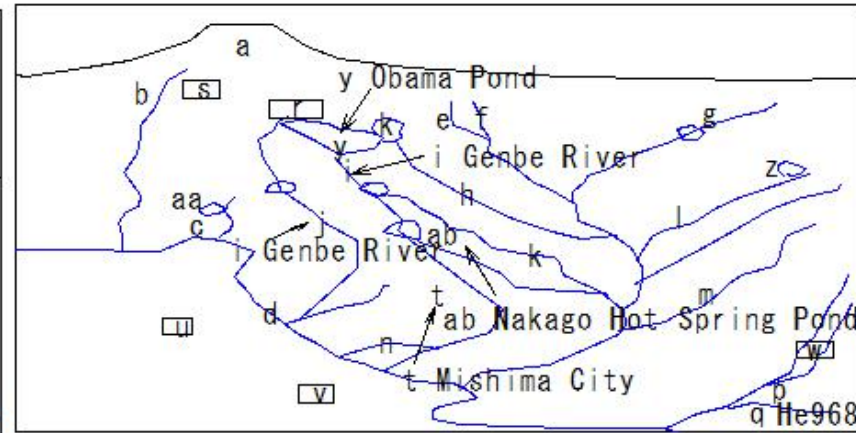 a
y Obama Pond
b
s
r
k
e
f
g
y
i Genbe River
i
h
z
aa
c
j
l
i Genbe River
ab
k
t
m
d
ab Nakago Hot Spring Pond
u
n
w
t Mishima City
v
p
q He968